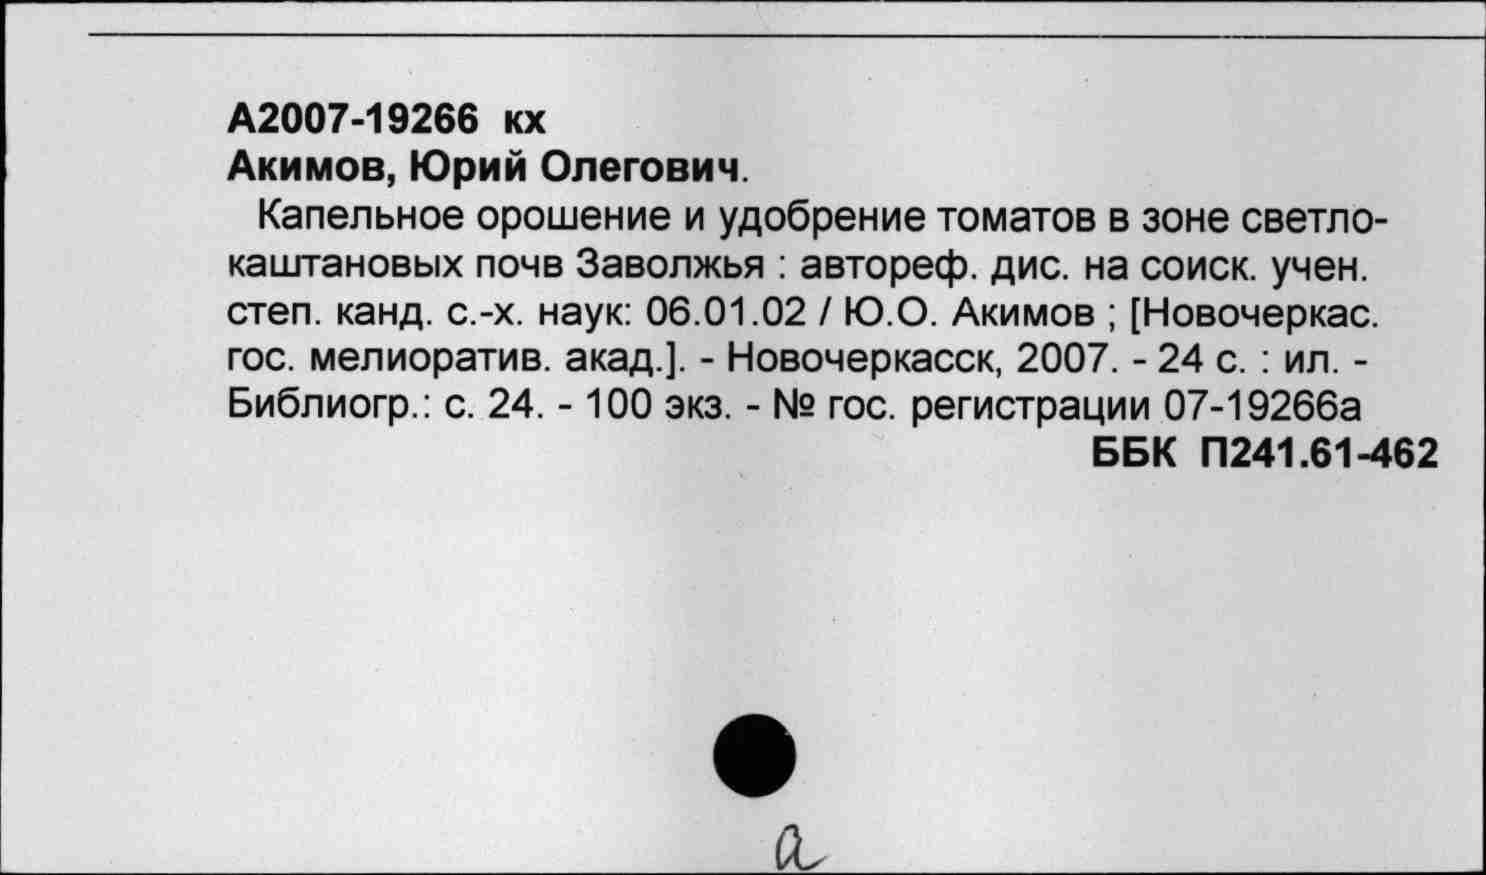 А2007-19266 кх
Акимов, Юрий Олегович.
Капельное орошение и удобрение томатов в зоне светло-
каштановых почв Заволжья : автореф. дис. на соиск. учен.
степ. канд. с.-х. наук: 06.01.02 / Ю.О. Акимов ; [Новочеркас.
гос. мелиоратив. акад.]. - Новочеркасск, 2007. - 24 с. : ил. -
Библиогр.: с. 24. - 100 экз. - № гос. регистрации 07-19266а
ББК П241.61-462
а